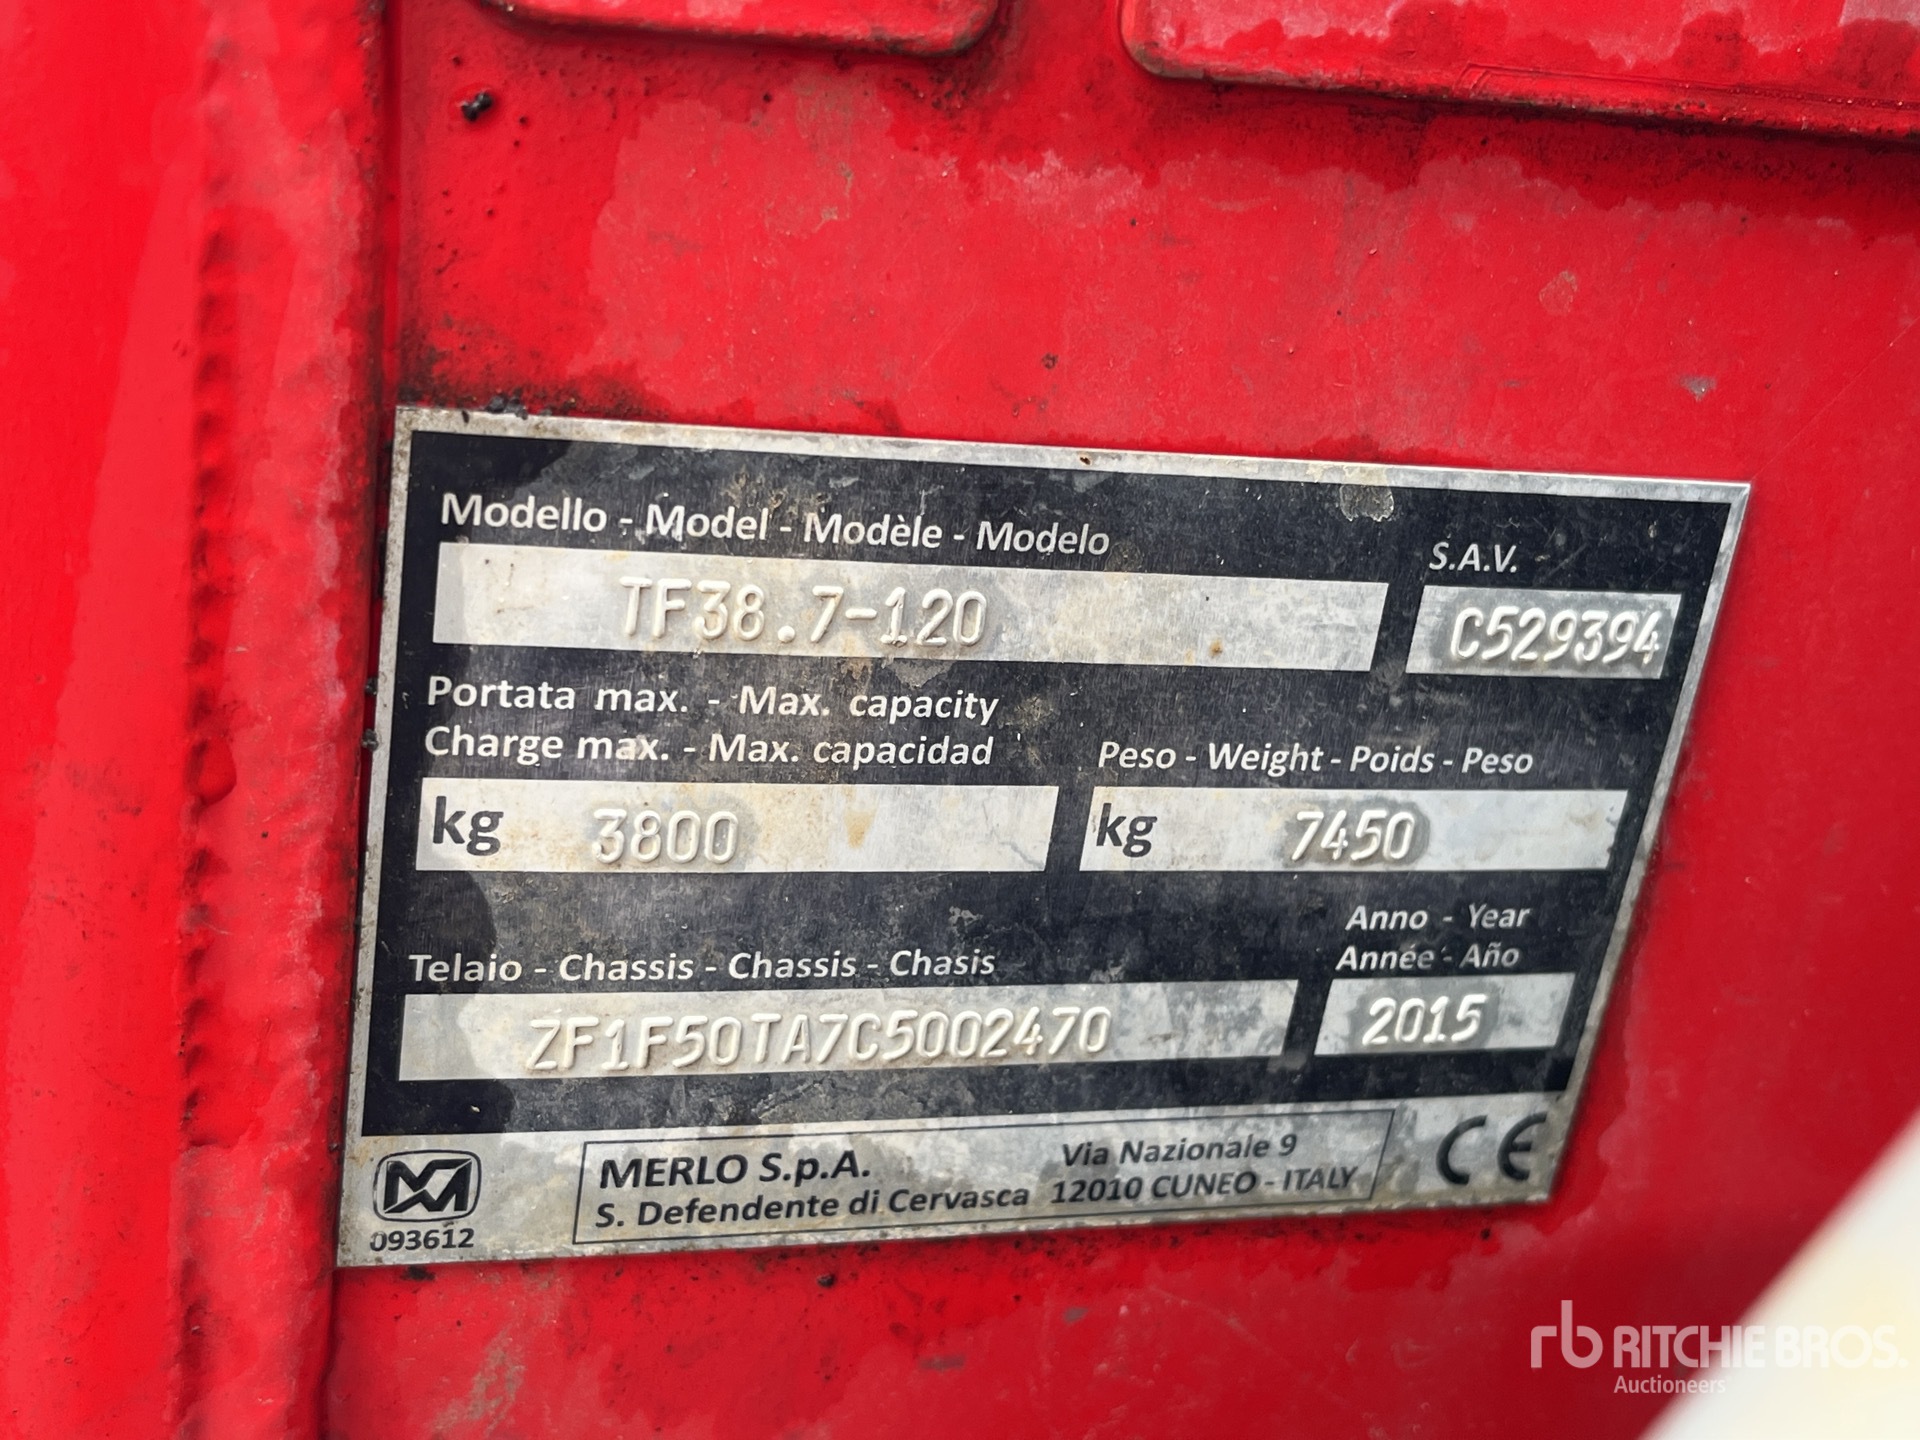 Modello - Model - Modèle - Modelo
S.A.V.
TF38.7-120
C529394
Portata max. - Max. capacity
Charge max. - Max. capacidad
Peso - Weight - Poids - Peso
kg 3800
kg 7450
Anno - Year
Année - Año
Telaio - Chassis - Chassis - Chasis
ZF1F50TA7C5002470
2015
MERLO S.p.A.
Via Nazionale 9
S. Defendente di Cervasca
12010 CUNEO - ITALY
CE
093612
rb RITCHIE BROS.
Auctioneers